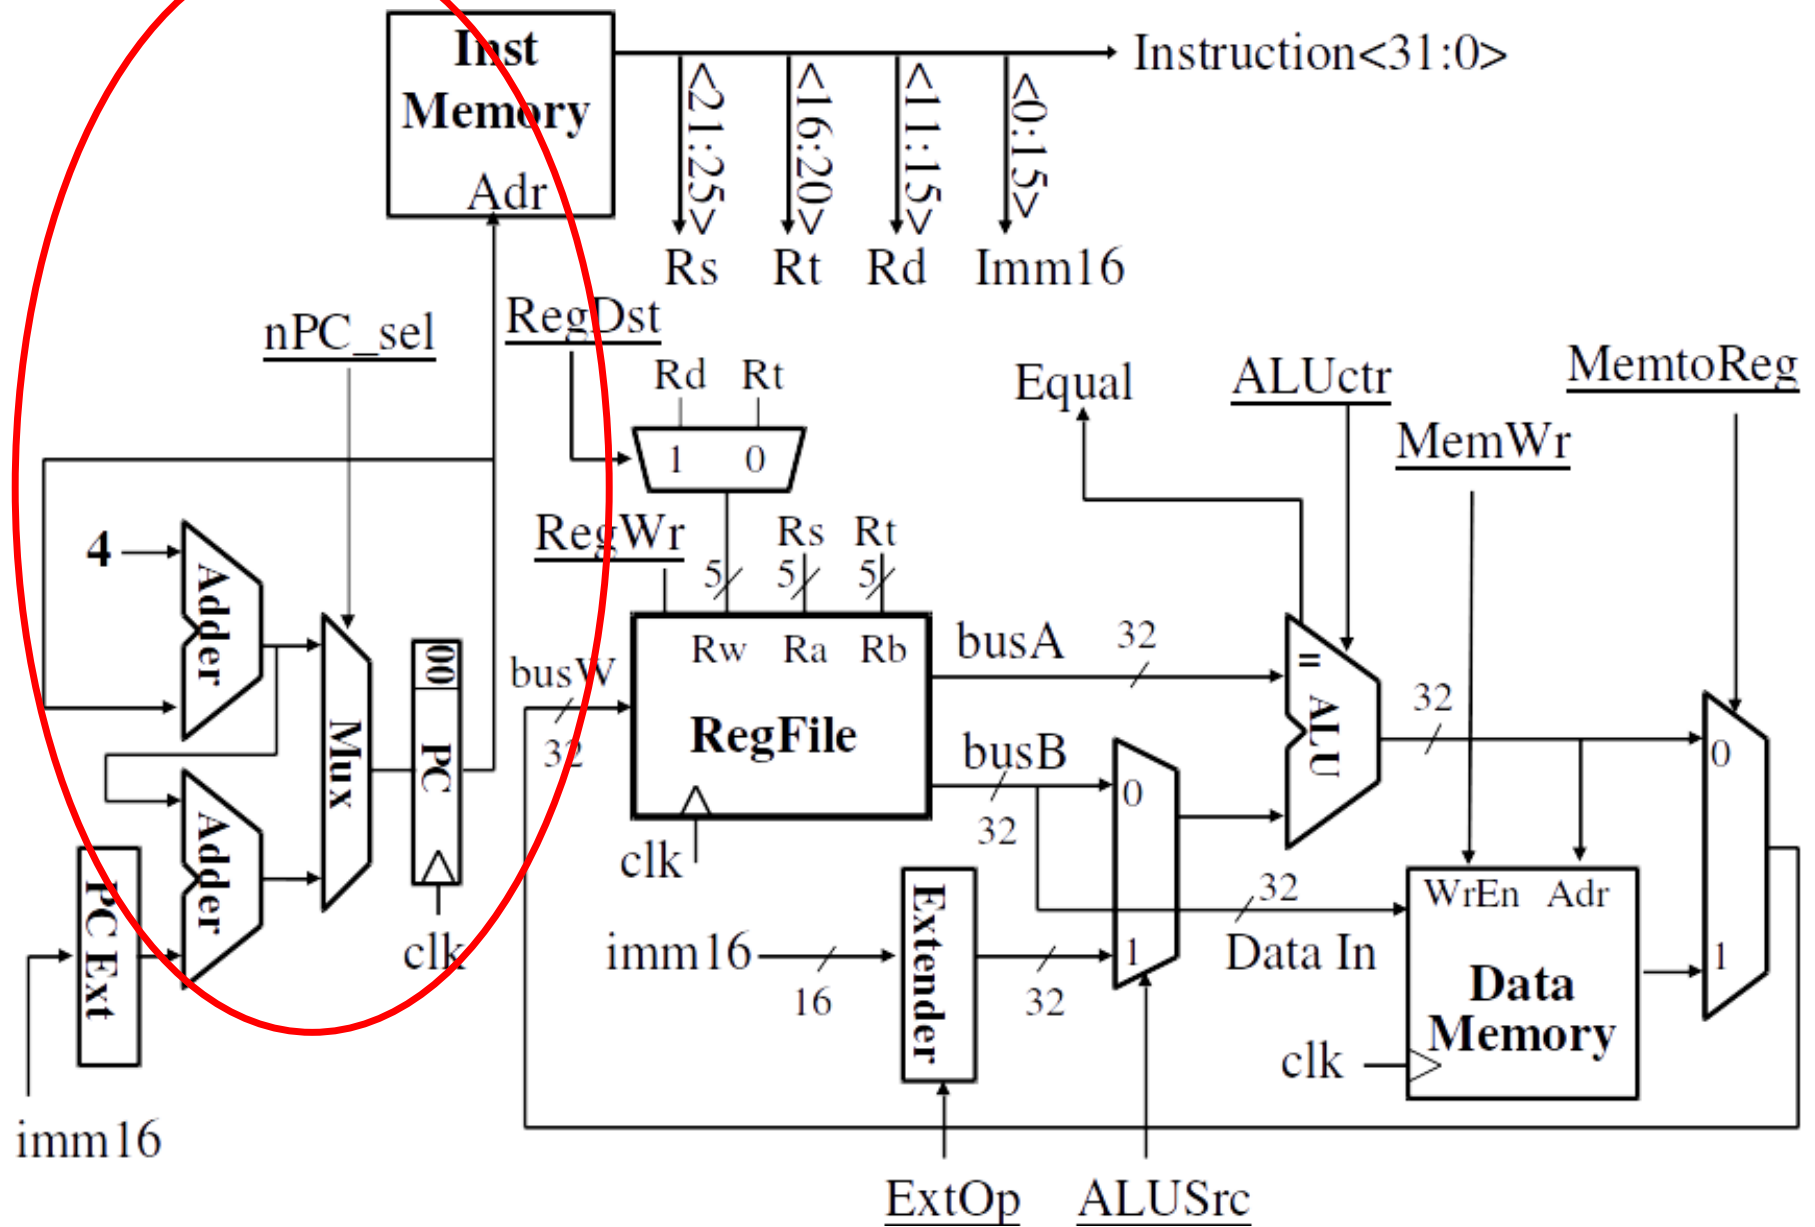 Inst
Memory
Adr
Instruction<31:0>
<21:25>
<16:20>
<11:15>
<0:15>
Rs
Rt
Rd
Imm16
nPC_sel
RegDst
Rd
Rt
1
0
Equal
ALUctr
MemWr
MemtoReg
4
Adder
RegWr
5
Rs
5
Rt
5
Rw
Ra
Rb
RegFile
clk
busW
32
busA
32
busB
32
=
ALU
32
0
1
Mux
00
PC
clk
Adder
PC Ext
imm16
imm16
16
Extender
32
0
1
32
Data In
WrEn
Adr
Data
Memory
clk
ExtOp
ALUSrc